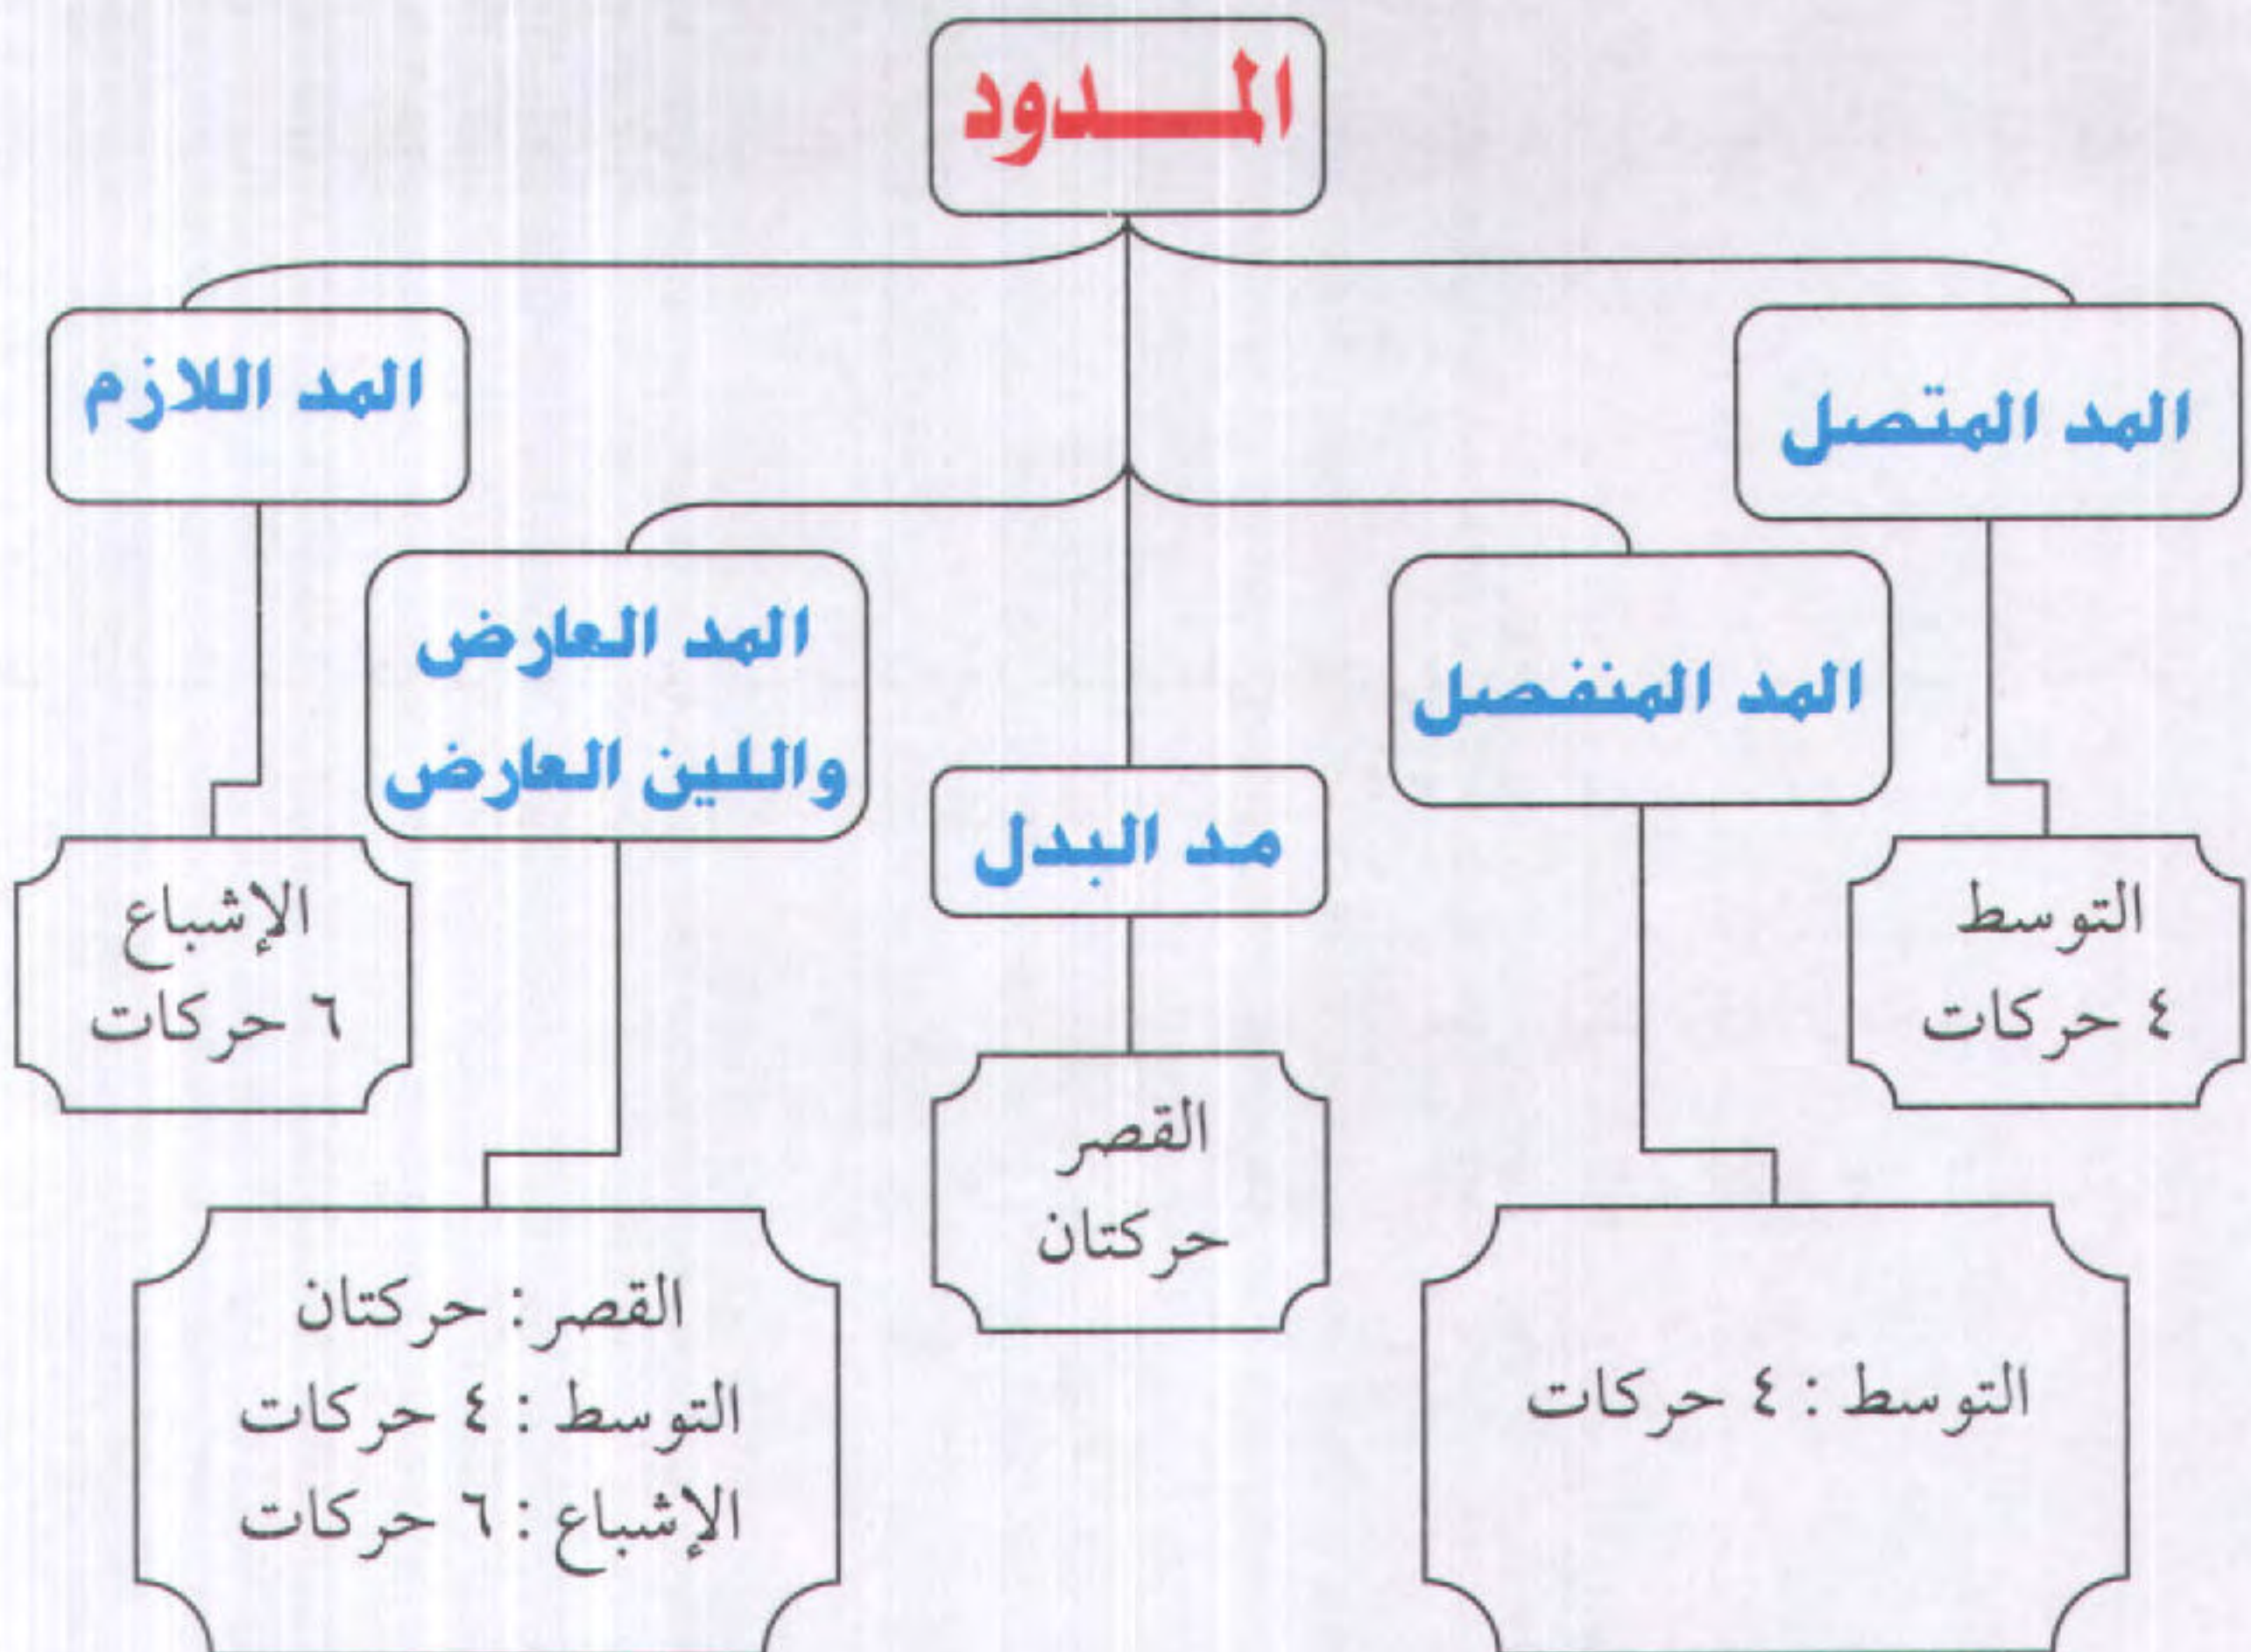 المدود
المد المتصل
المد اللازم
المد المنفصل
المد العارض
واللين العارض
مد البدل
التوسط
٤ حركات
الإشباع
٦ حركات
القصر
حركتان
التوسط : ٤ حركات
القصر : حركتان
التوسط : ٤ حركات
الإشباع : ٦ حركات